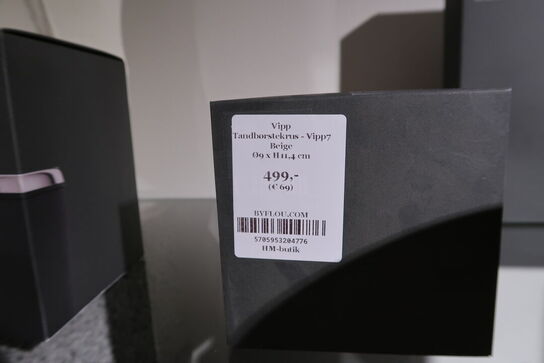 Vipp
Tandbørstekrus - Vipp7
Beige
Ø9 x H11,4 cm
499,-
(€ 69)
BYFLOU.COM
5705953204776
HM-butik